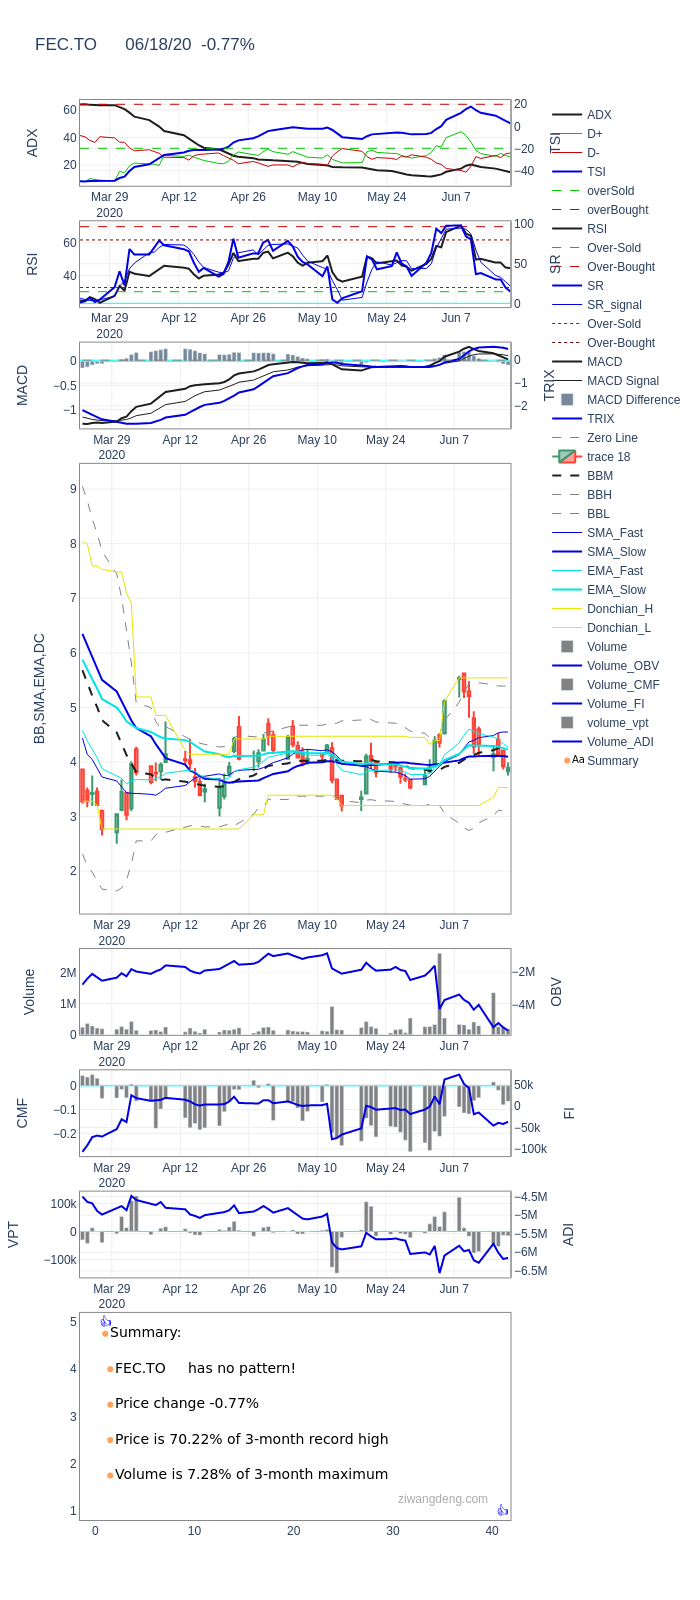 FEC.TO 06/18/20 -0.77%
ADX
60
40
20
20
0
−20
−40
TSI
Mar 29
2020
Apr 12
Apr 26
May 10
May 24
Jun 7
RSI
60
40
100
50
0
SR
Mar 29
2020
Apr 12
Apr 26
May 10
May 24
Jun 7
MACD
0
−0.5
−1
0
−1
−2
TRIX
Mar 29
2020
Apr 12
Apr 26
May 10
May 24
Jun 7
BB,SMA,EMA,DC
9
8
7
6
5
4
3
2
Mar 29
2020
Apr 12
Apr 26
May 10
May 24
Jun 7
Volume
2M
1M
0
−2M
−4M
OBV
Mar 29
2020
Apr 12
Apr 26
May 10
May 24
Jun 7
CMF
0
−0.1
−0.2
50k
0
−50k
−100k
FI
Mar 29
2020
Apr 12
Apr 26
May 10
May 24
Jun 7
VPT
100k
0
−100k
−4.5M
−5M
−5.5M
−6M
−6.5M
ADI
Mar 29
2020
Apr 12
Apr 26
May 10
May 24
Jun 7
5
4
3
2
1
👍
Summary:
FEC.TO has no pattern!
Price change -0.77%
Price is 70.22% of 3-month record high
Volume is 7.28% of 3-month maximum
ziwangdeng.com
👍
0
10
20
30
40
ADX
D+
D-
TSI
overSold
overBought
RSI
Over-Sold
Over-Bought
SR
SR_signal
Over-Sold
Over-Bought
MACD
MACD Signal
MACD Difference
TRIX
Zero Line
trace 18
BBM
BBH
BBL
SMA_Fast
SMA_Slow
EMA_Fast
EMA_Slow
Donchian_H
Donchian_L
Volume
Volume_OBV
Volume_CMF
Volume_FI
volume_vpt
Volume_ADI
Aa Summary